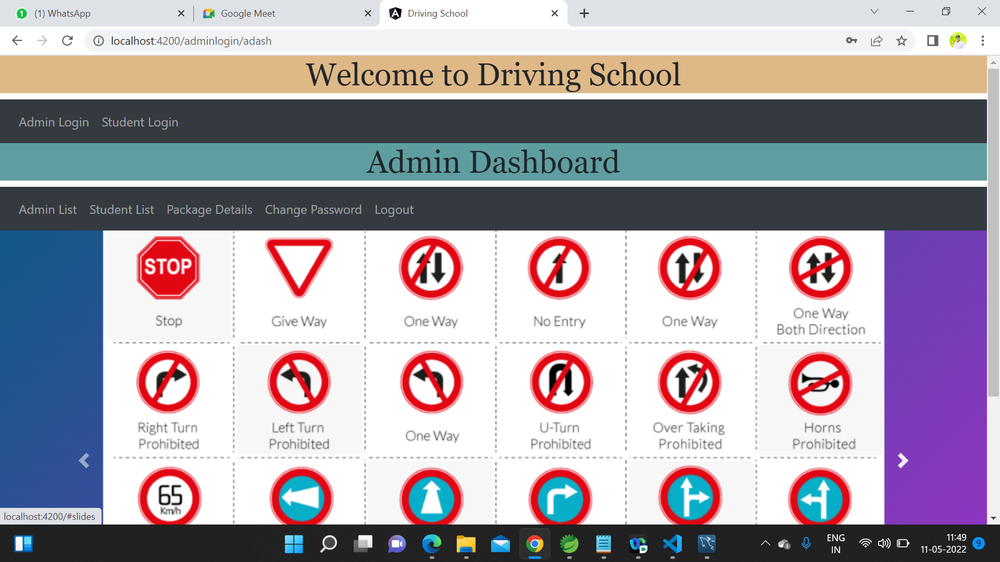 (1) WhatsApp
Google Meet
Driving School
localhost:4200/adminlogin/adash
Welcome to Driving School
Admin Login Student Login
Admin Dashboard
Admin List Student List Package Details Change Password Logout
STOP
Stop
Give Way
One Way
No Entry
One Way
One Way
Both Direction
Right Turn
Prohibited
Left Turn
Prohibited
One Way
U-Turn
Prohibited
Over Taking
Prohibited
Horns
Prohibited
65
Km/h
localhost:4200/#slides
ENG
IN
11:49
11-05-2022
9